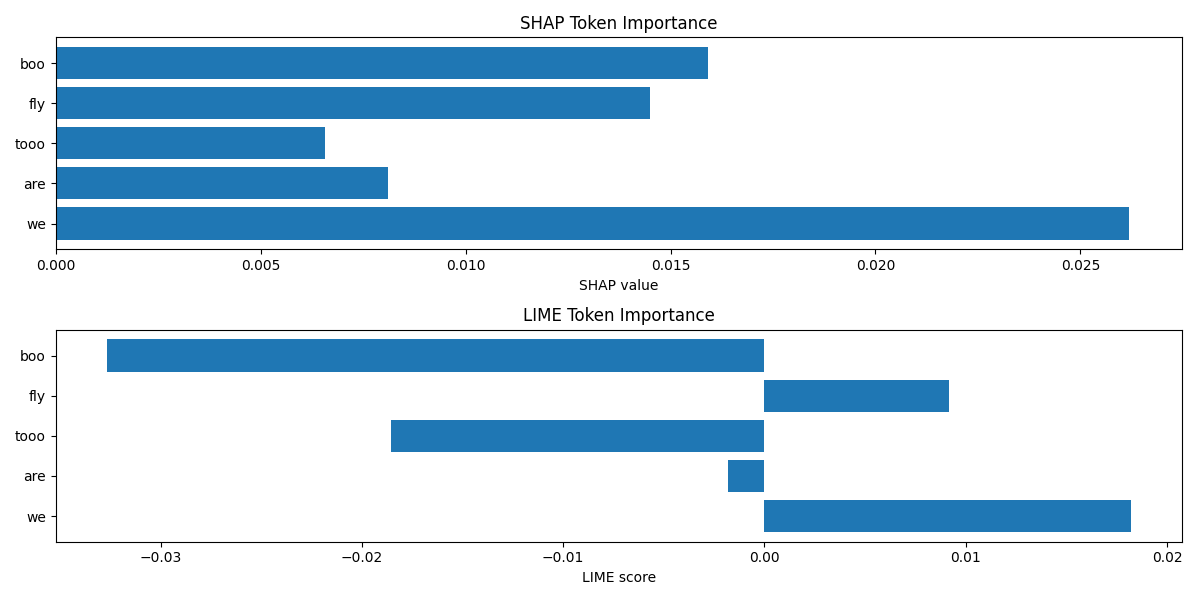 SHAP Token Importance
boo
fly
tooo
are
we
0.000 0.005 0.010 0.015 0.020 0.025
SHAP value
LIME Token Importance
boo
fly
tooo
are
we
−0.03 −0.02 −0.01 0.00 0.01 0.02
LIME score